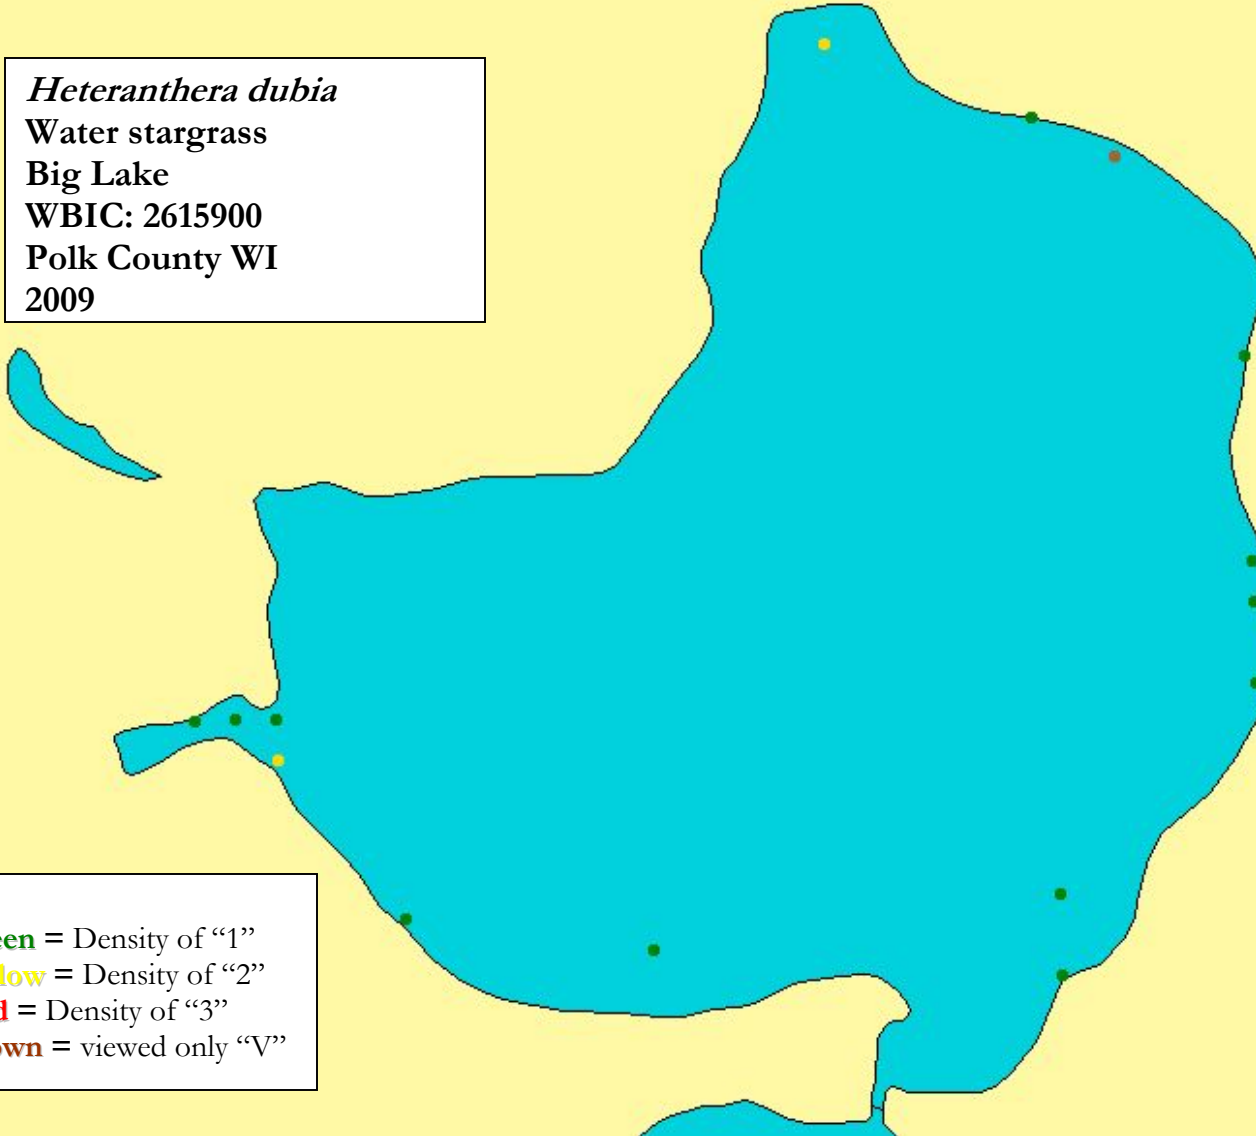 Heteranthera dubia
Water stargrass
Big Lake
WBIC: 2615900
Polk County WI
2009
een = Density of “1”
low = Density of “2”
d = Density of “3”
own = viewed only “V”